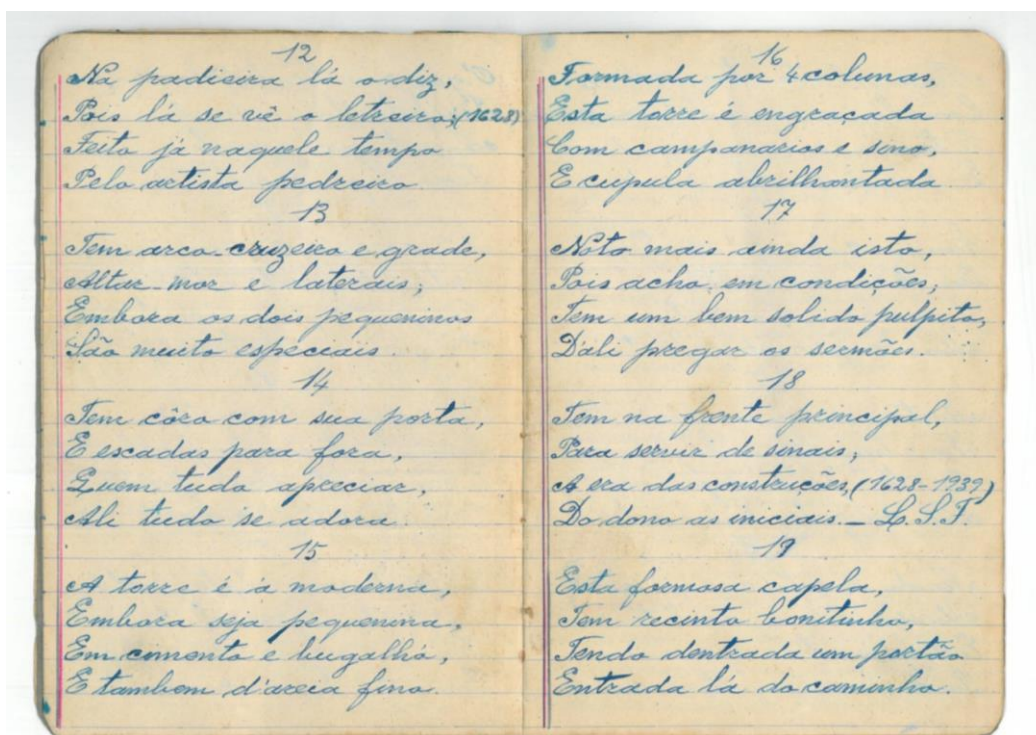 12
Na padieira lá o diz,
Pois lá se vê o letreiro; (1628)
Feito já naquele tempo
Pelo artista pedreiro.
13
Tem arco-cruzeiro e grade,
Altar-mor e laterais;
Embora os dois pequeninos
São muito especiais.
14
Tem côro com sua porta,
E escadas para fora,
Quem tudo apreciar,
Ali tudo se adora.
15
A torre é à moderna,
Embora seja pequenina,
Em cimento e bugalhó,
E tambem d'areia fina.
16
Formada por 4 colunas,
Esta torre é engraçada
Com campanarios e sino,
E cupula abrilhantada.
17
Noto mais ainda isto,
Pois acho, em condições;
Tem um bem solido pulpito,
D'ali pregar os sermões.
18
Tem na frente principal,
Para servir de sinais;
A era das construções, (1628-1939)
Do dono as iniciais. – L.S.F.
19
Esta formosa capela,
Tem recinto bonitinho,
Tendo dentrada um portão
Entrada lá do caminho.